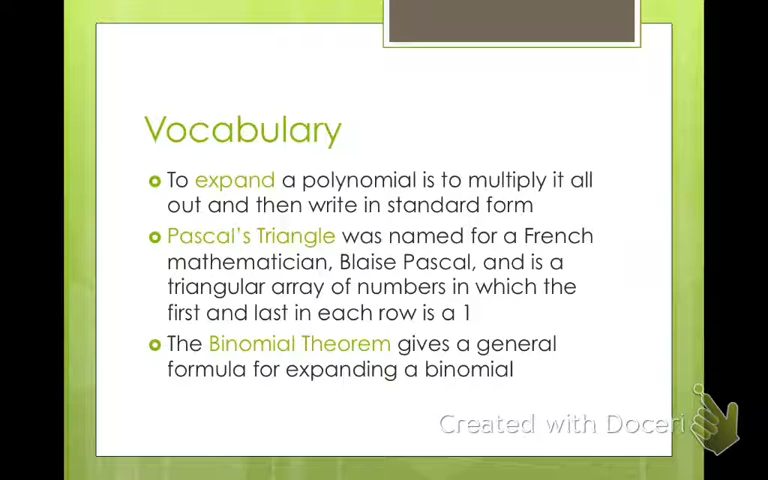 Vocabulary
To expand a polynomial is to multiply it all
out and then write in standard form
Pascal's Triangle was named for a French
mathematician, Blaise Pascal, and is a
triangular array of numbers in which the
first and last in each row is a 1
The Binomial Theorem gives a general
formula for expanding a binomial
Created with Doceri